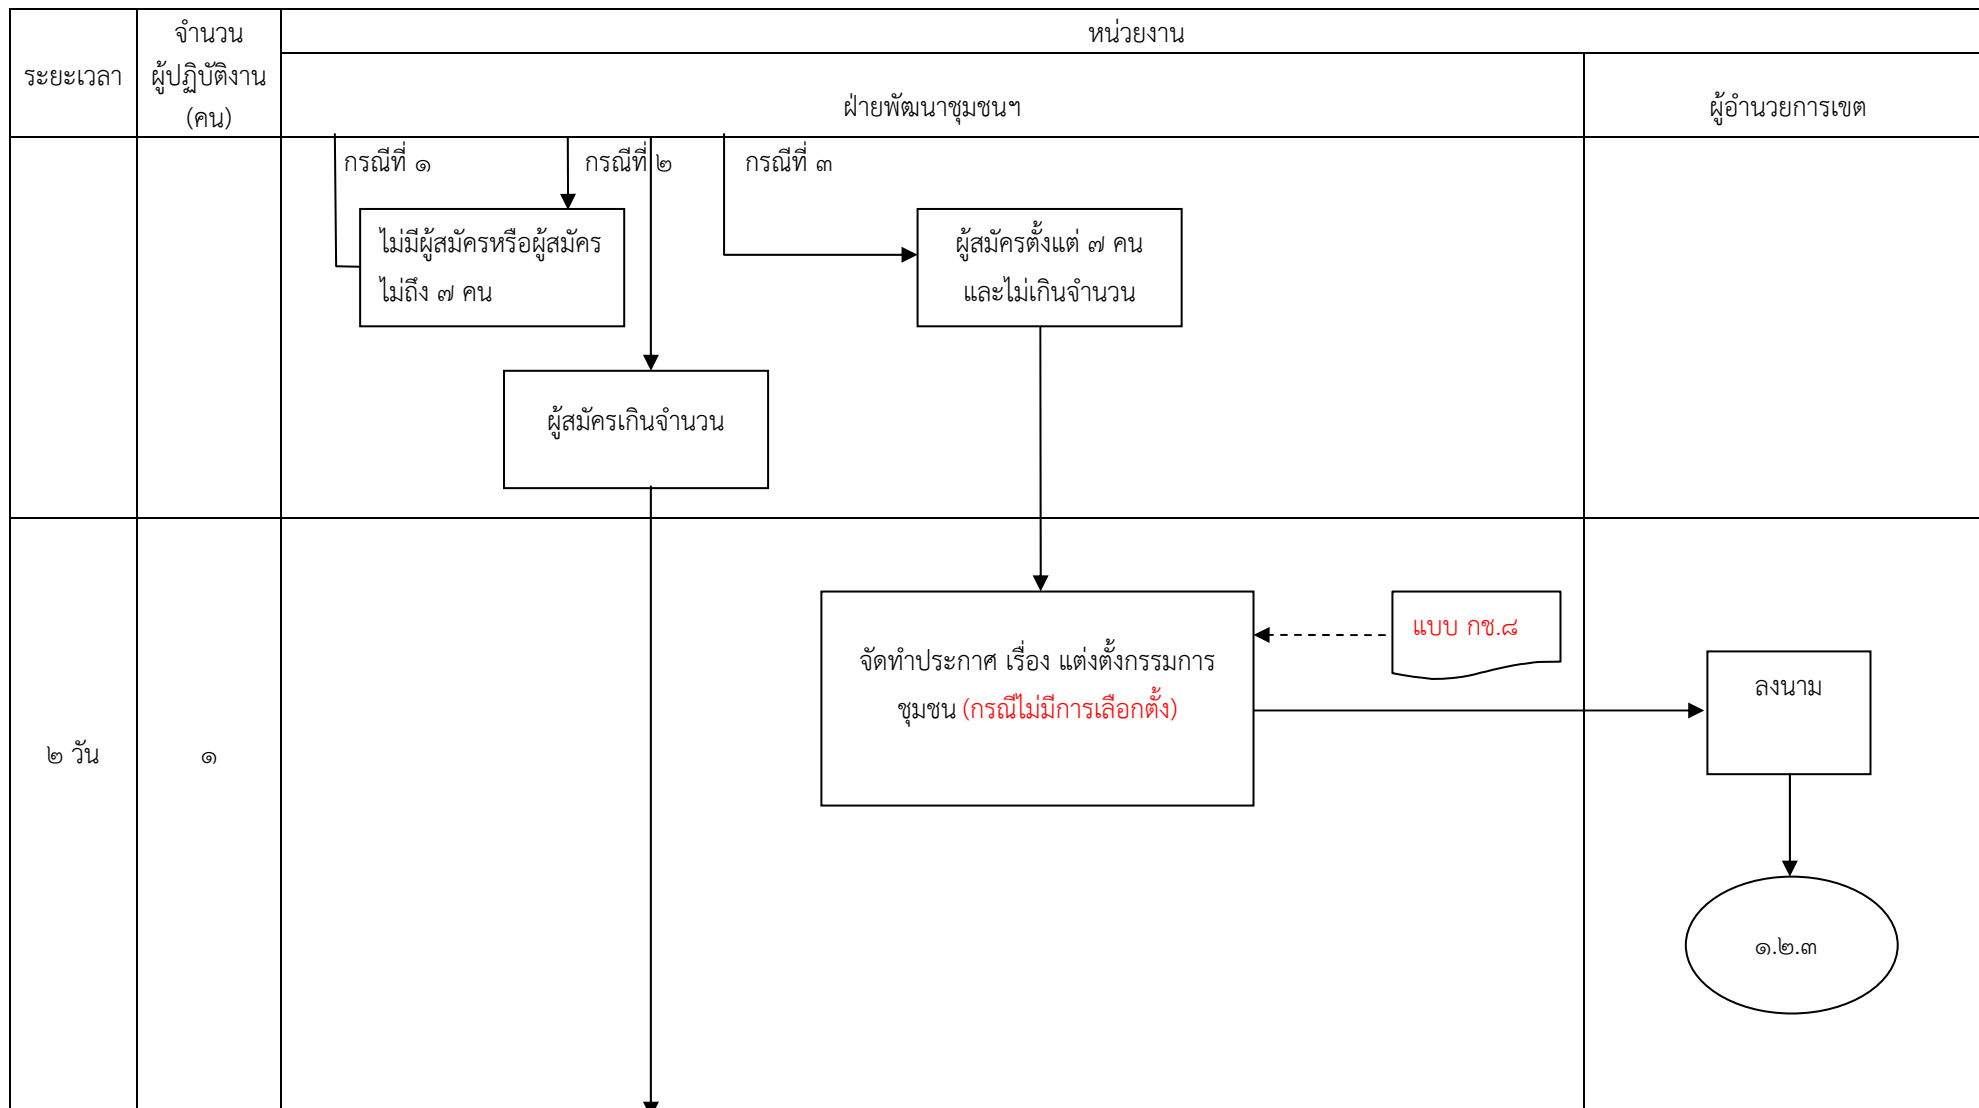 ระยะเวลา
จำนวน
ผู้ปฏิบัติงาน
(คน)
หน่วยงาน
ฝ่ายพัฒนาชุมชนฯ
ผู้อำนวยการเขต
กรณีที่ ๑
กรณีที่ ๒
กรณีที่ ๓
ไม่มีผู้สมัครหรือผู้สมัคร
ไม่ถึง ๗ คน
ผู้สมัครตั้งแต่ ๗ คน
และไม่เกินจำนวน
ผู้สมัครเกินจำนวน
๒ วัน
๑
จัดทำประกาศ เรื่อง แต่งตั้งกรรมการ
ชุมชน (กรณีไม่มีการเลือกตั้ง)
แบบ กช.๘
ลงนาม
๑.๒.๓